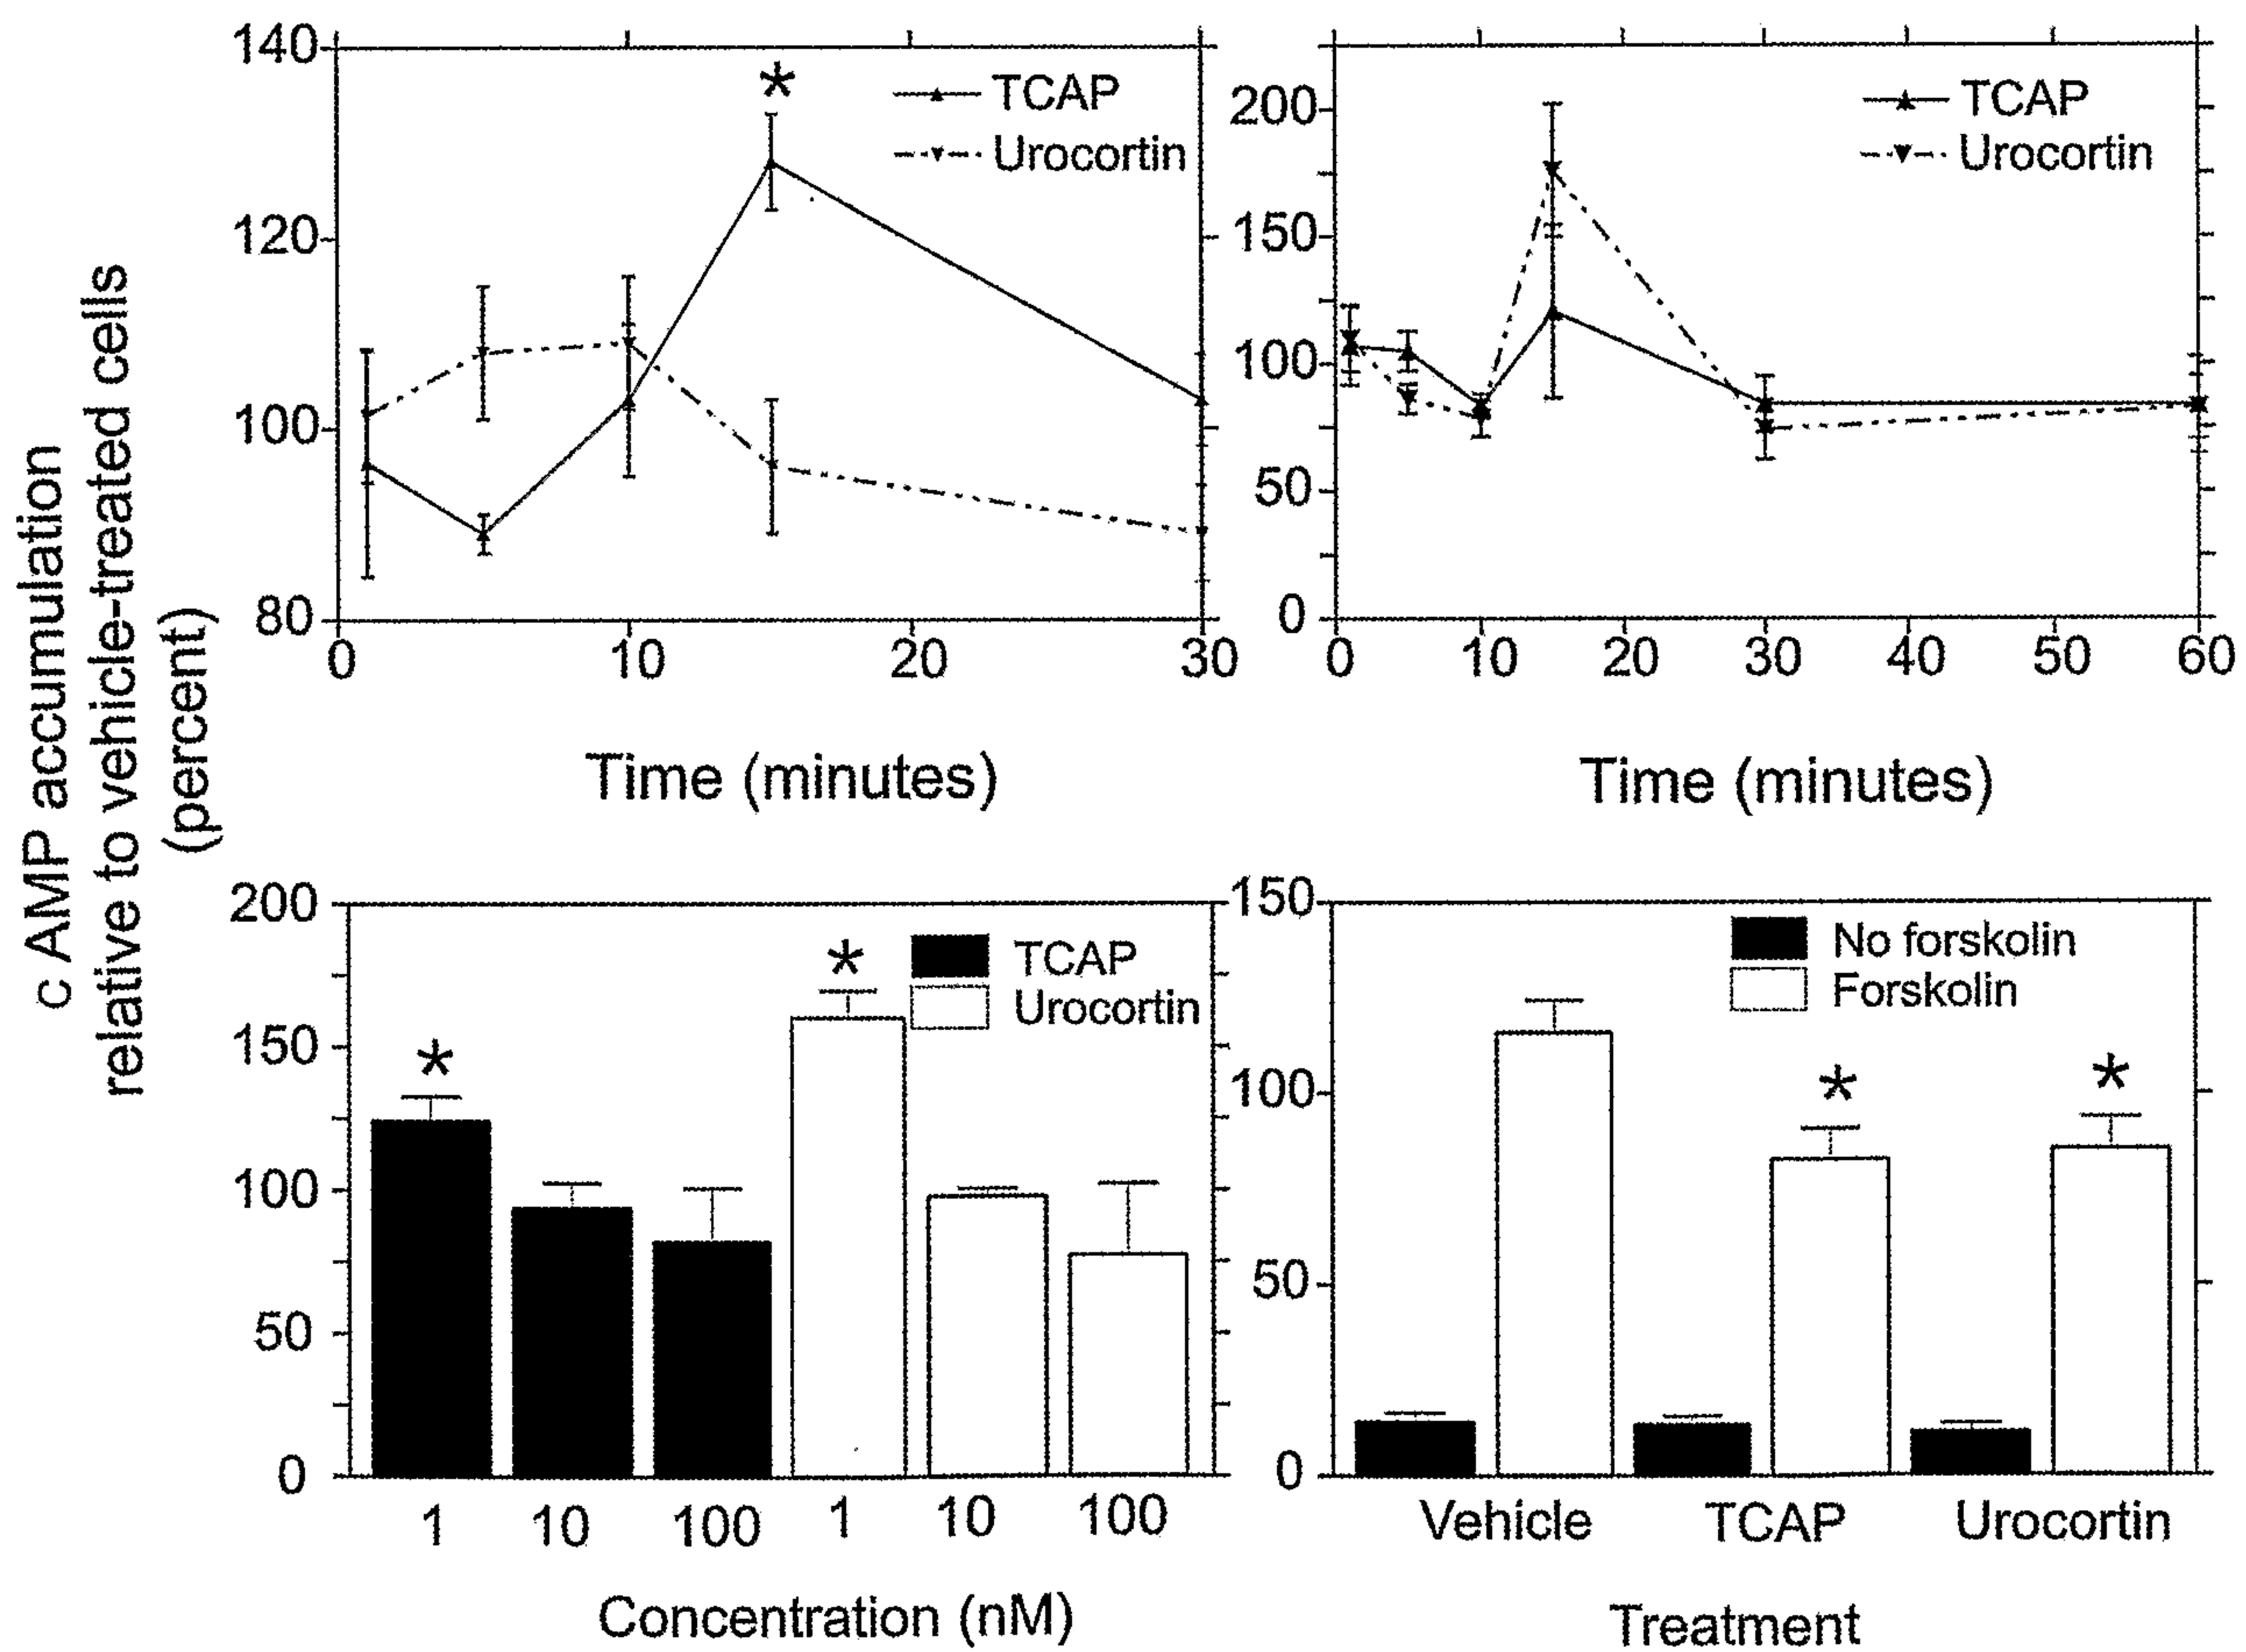 c AMP accumulation
relative to vehicle-treated cells
(percent)
140
120
100
80
0
10
20
30
*
TCAP
Urocortin
Time (minutes)
200
150
100
50
0
0
10
20
30
40
50
60
TCAP
Urocortin
Time (minutes)
200
150
100
50
0
*
*
TCAP
Urocortin
1
10
100
1
10
100
Concentration (nM)
150
100
50
0
No forskolin
Forskolin
*
*
Vehicle
TCAP
Urocortin
Treatment